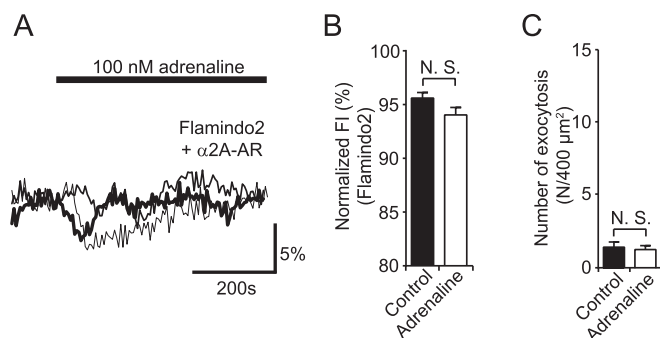 A
100 nM adrenaline
Flamindo2
+ α2A-AR
5%
200s
B
Normalized FI (%)
(Flamindo2)
100
95
90
85
80
N. S.
Control
Adrenaline
C
Number of exocytosis
(N/400 µm²)
15
10
5
0
N. S.
Control
Adrenaline